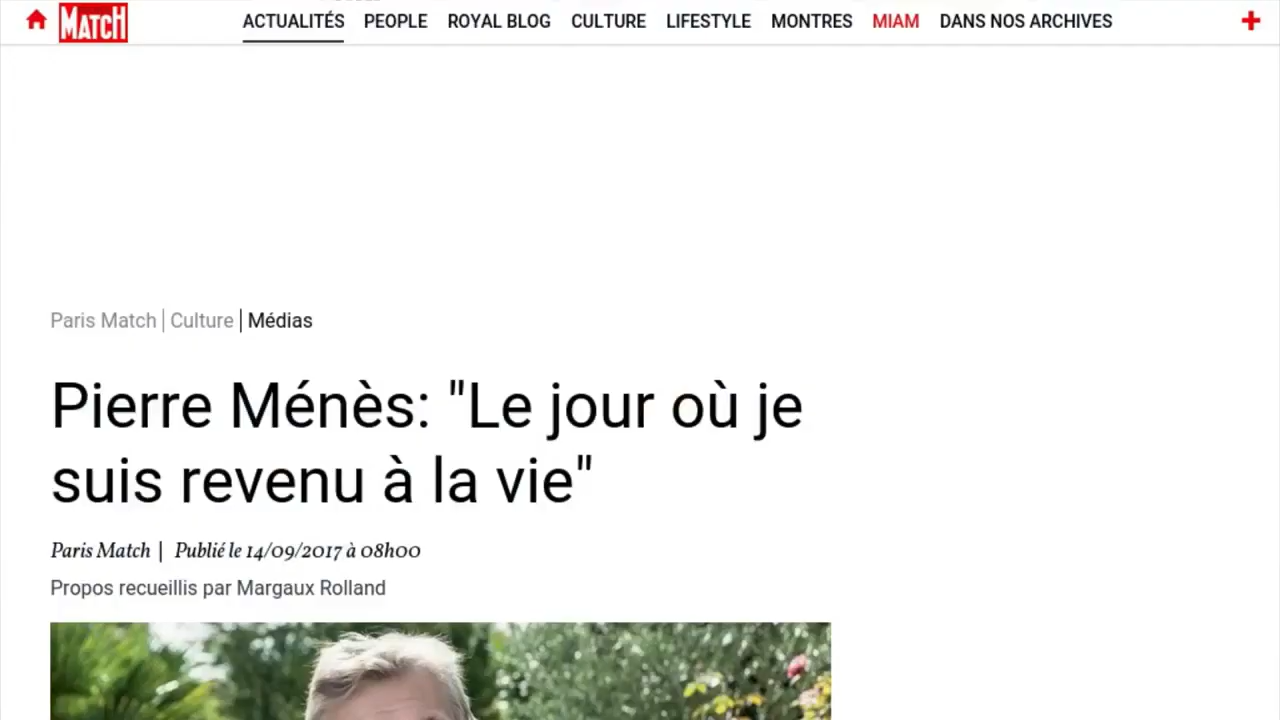 MATCH ACTUALITÉS PEOPLE ROYAL BLOG CULTURE LIFESTYLE MONTRES MIAM DANS NOS ARCHIVES +
Paris Match | Culture | Médias
Pierre Ménès: "Le jour où je
suis revenu à la vie"
Paris Match | Publié le 14/09/2017 à 08h00
Propos recueillis par Margaux Rolland